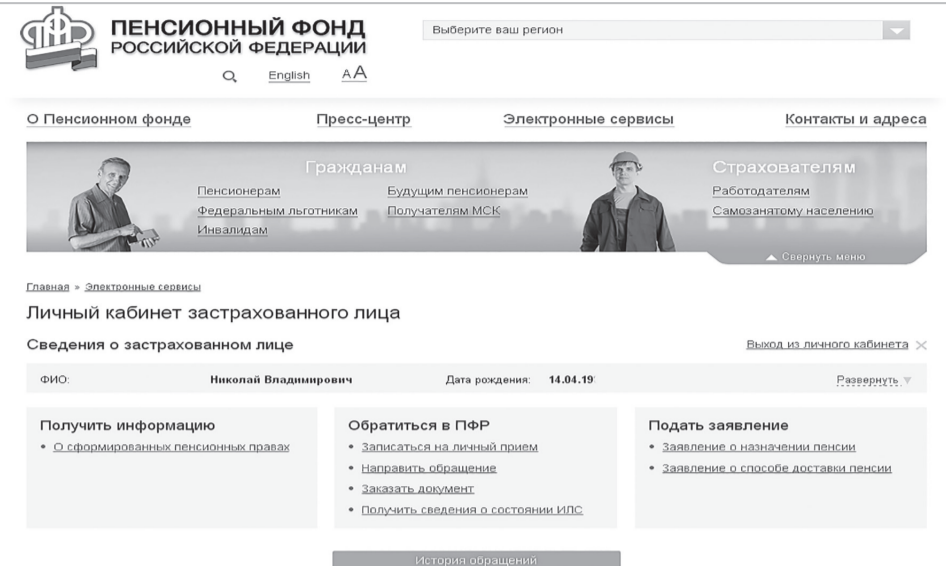 ПЕНСИОННЫЙ ФОНД
РОССИЙСКОЙ ФЕДЕРАЦИИ
Выберите ваш регион
English
A A
О Пенсионном фонде
Пресс-центр
Электронные сервисы
Контакты и адреса
Гражданам
Пенсионерам
Будущим пенсионерам
Федеральным льготникам
Получателям МСК
Инвалидам
Страхователям
Работодателям
Самозанятому населению
Свернуть меню
Главная » Электронные сервисы
Личный кабинет застрахованного лица
Сведения о застрахованном лице
Выход из личного кабинета
ФИО: Николай Владимирович Дата рождения: 14.04.19
Развернуть
Получить информацию
• О сформированных пенсионных правах
Обратиться в ПФР
• Записаться на личный прием
• Направить обращение
• Заказать документ
• Получить сведения о состоянии ИЛС
Подать заявление
• Заявление о назначении пенсии
• Заявление о способе доставки пенсии
История обращений